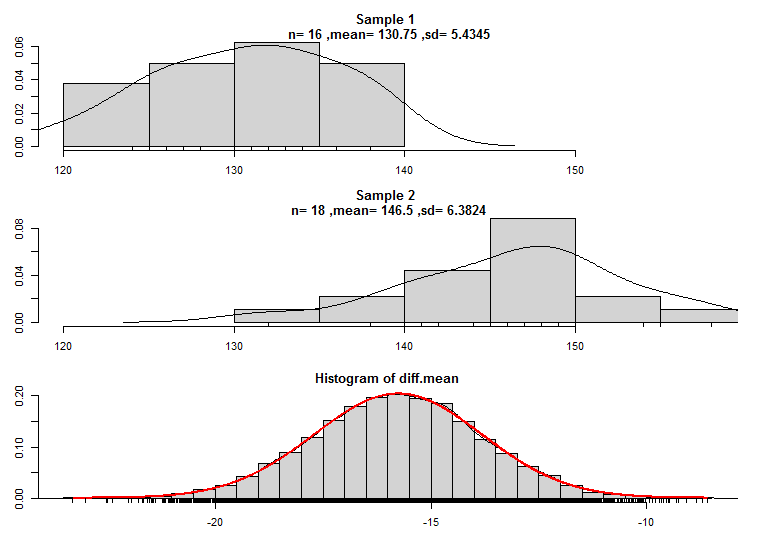 Sample 1
n= 16 ,mean= 130.75 ,sd= 5.4345
0.00 0.02 0.04 0.06
120 130 140 150
Sample 2
n= 18 ,mean= 146.5 ,sd= 6.3824
0.00 0.04 0.08
120 130 140 150
Histogram of diff.mean
0.00 0.10 0.20
-20 -15 -10